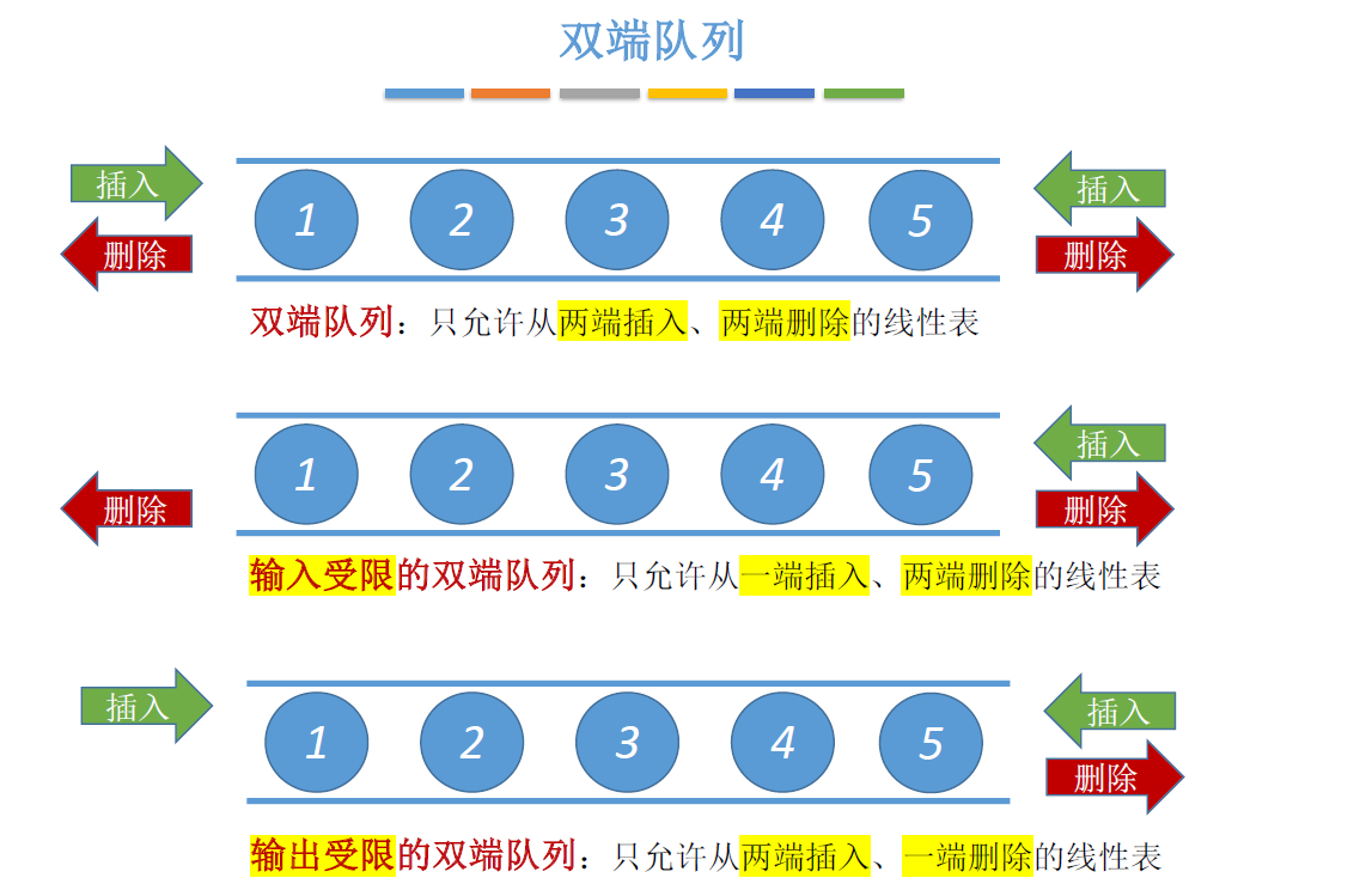 双端队列
插入 插入
1 2 3 4 5
删除 删除
双端队列：只允许从两端插入、两端删除的线性表
插入
1 2 3 4 5
删除 删除
输入受限的双端队列：只允许从一端插入、两端删除的线性表
插入 插入
1 2 3 4 5
删除
输出受限的双端队列：只允许从两端插入、一端删除的线性表